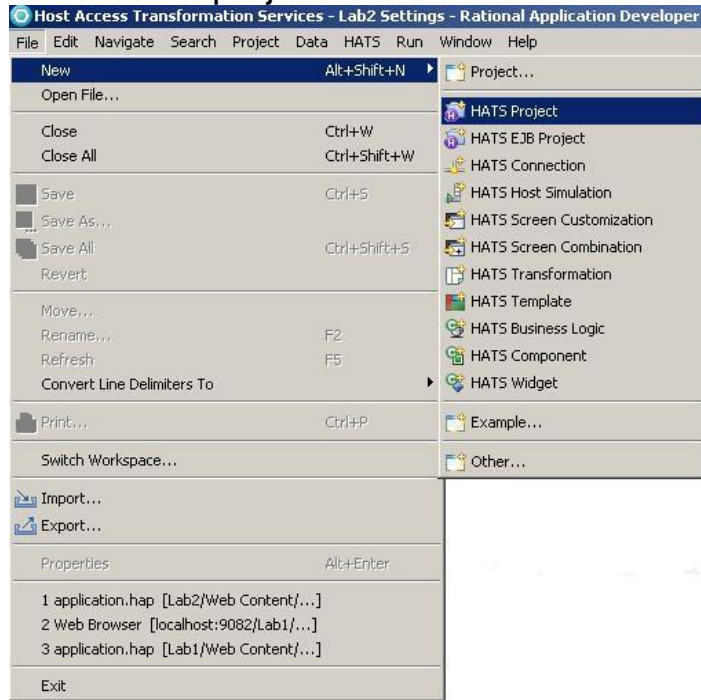 Host Access Transformation Services - Lab2 Settings - Rational Application Developer
File Edit Navigate Search Project Data HATS Run Window Help
New Alt+Shift+N
Open File...
Close Ctrl+W
Close All Ctrl+Shift+W
Save Ctrl+S
Save As...
Save All Ctrl+Shift+S
Revert
Move...
Rename... F2
Refresh F5
Convert Line Delimiters To
Print... Ctrl+P
Switch Workspace...
Import...
Export...
Properties Alt+Enter
1 application.hap [Lab2/Web Content/...]
2 Web Browser [localhost:9082/Lab1/...]
3 application.hap [Lab1/Web Content/...]
Exit
Project...
HATS Project
HATS EJB Project
HATS Connection
HATS Host Simulation
HATS Screen Customization
HATS Screen Combination
HATS Transformation
HATS Template
HATS Business Logic
HATS Component
HATS Widget
Example...
Other...